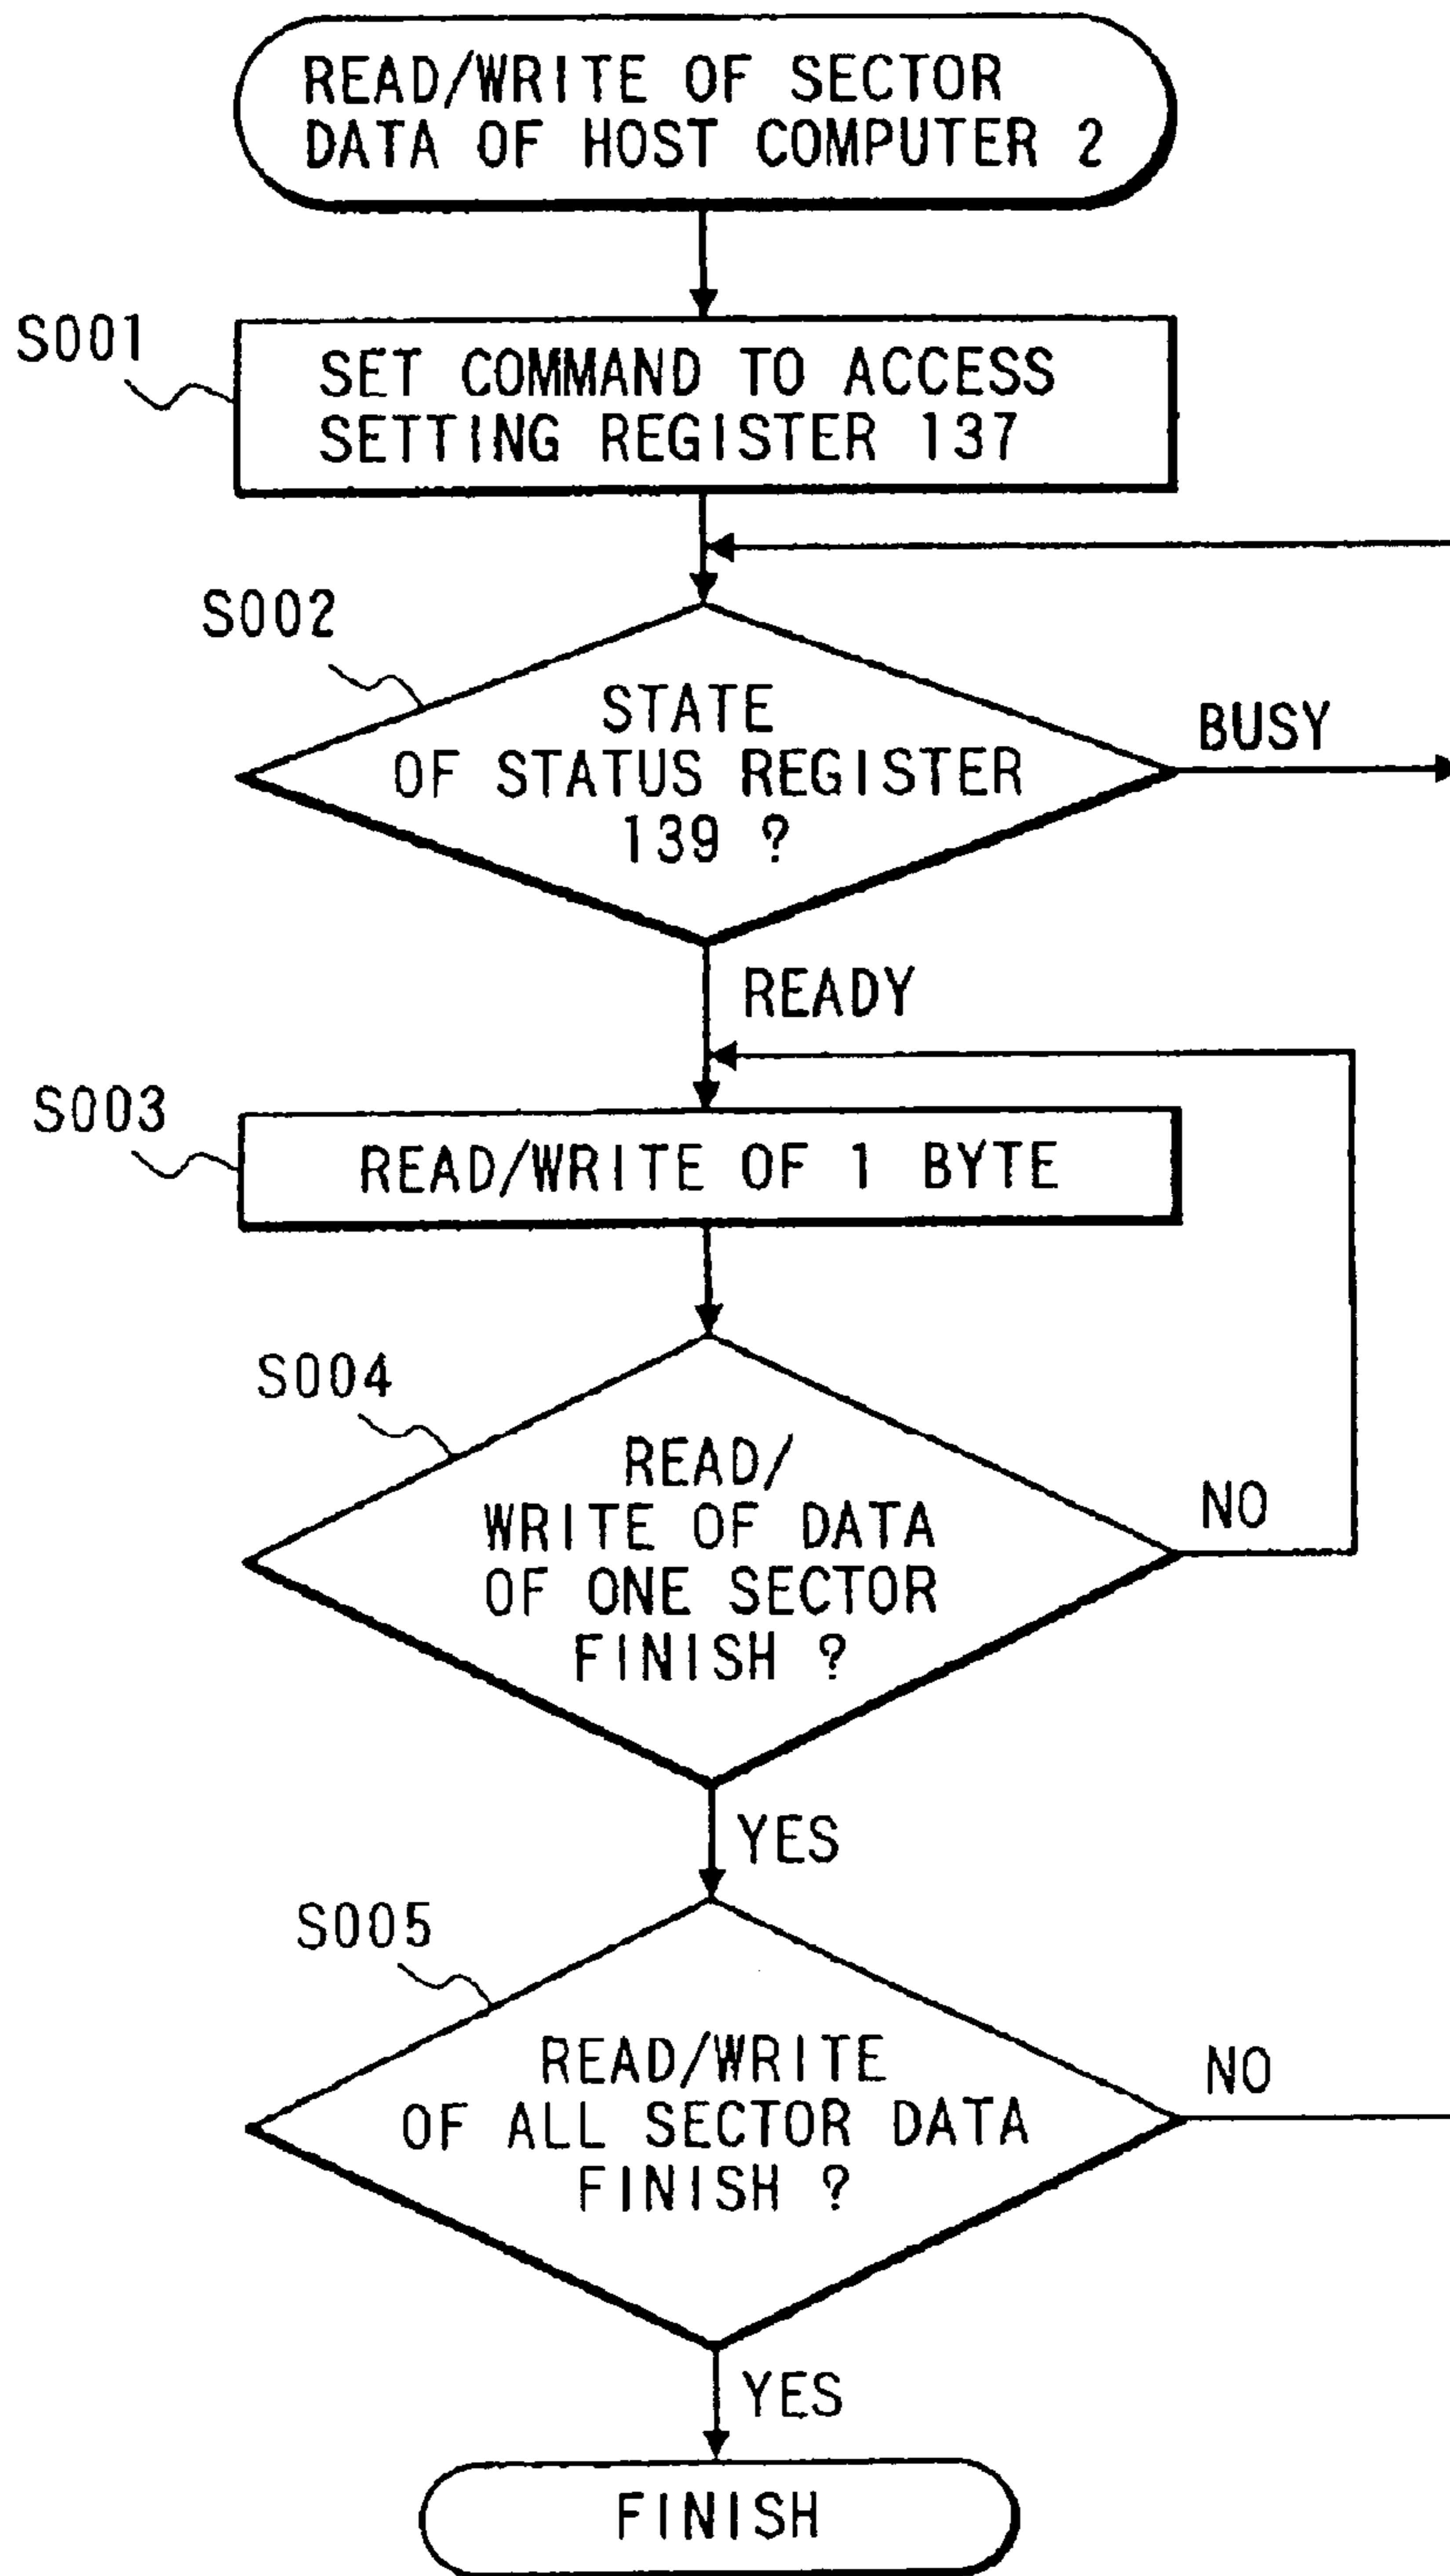 READ/WRITE OF SECTOR
DATA OF HOST COMPUTER 2
S001
SET COMMAND TO ACCESS
SETTING REGISTER 137
S002
STATE
OF STATUS REGISTER
139 ?
BUSY
READY
S003
READ/WRITE OF 1 BYTE
S004
READ/
WRITE OF DATA
OF ONE SECTOR
FINISH ?
NO
YES
S005
READ/WRITE
OF ALL SECTOR DATA
FINISH ?
NO
YES
FINISH